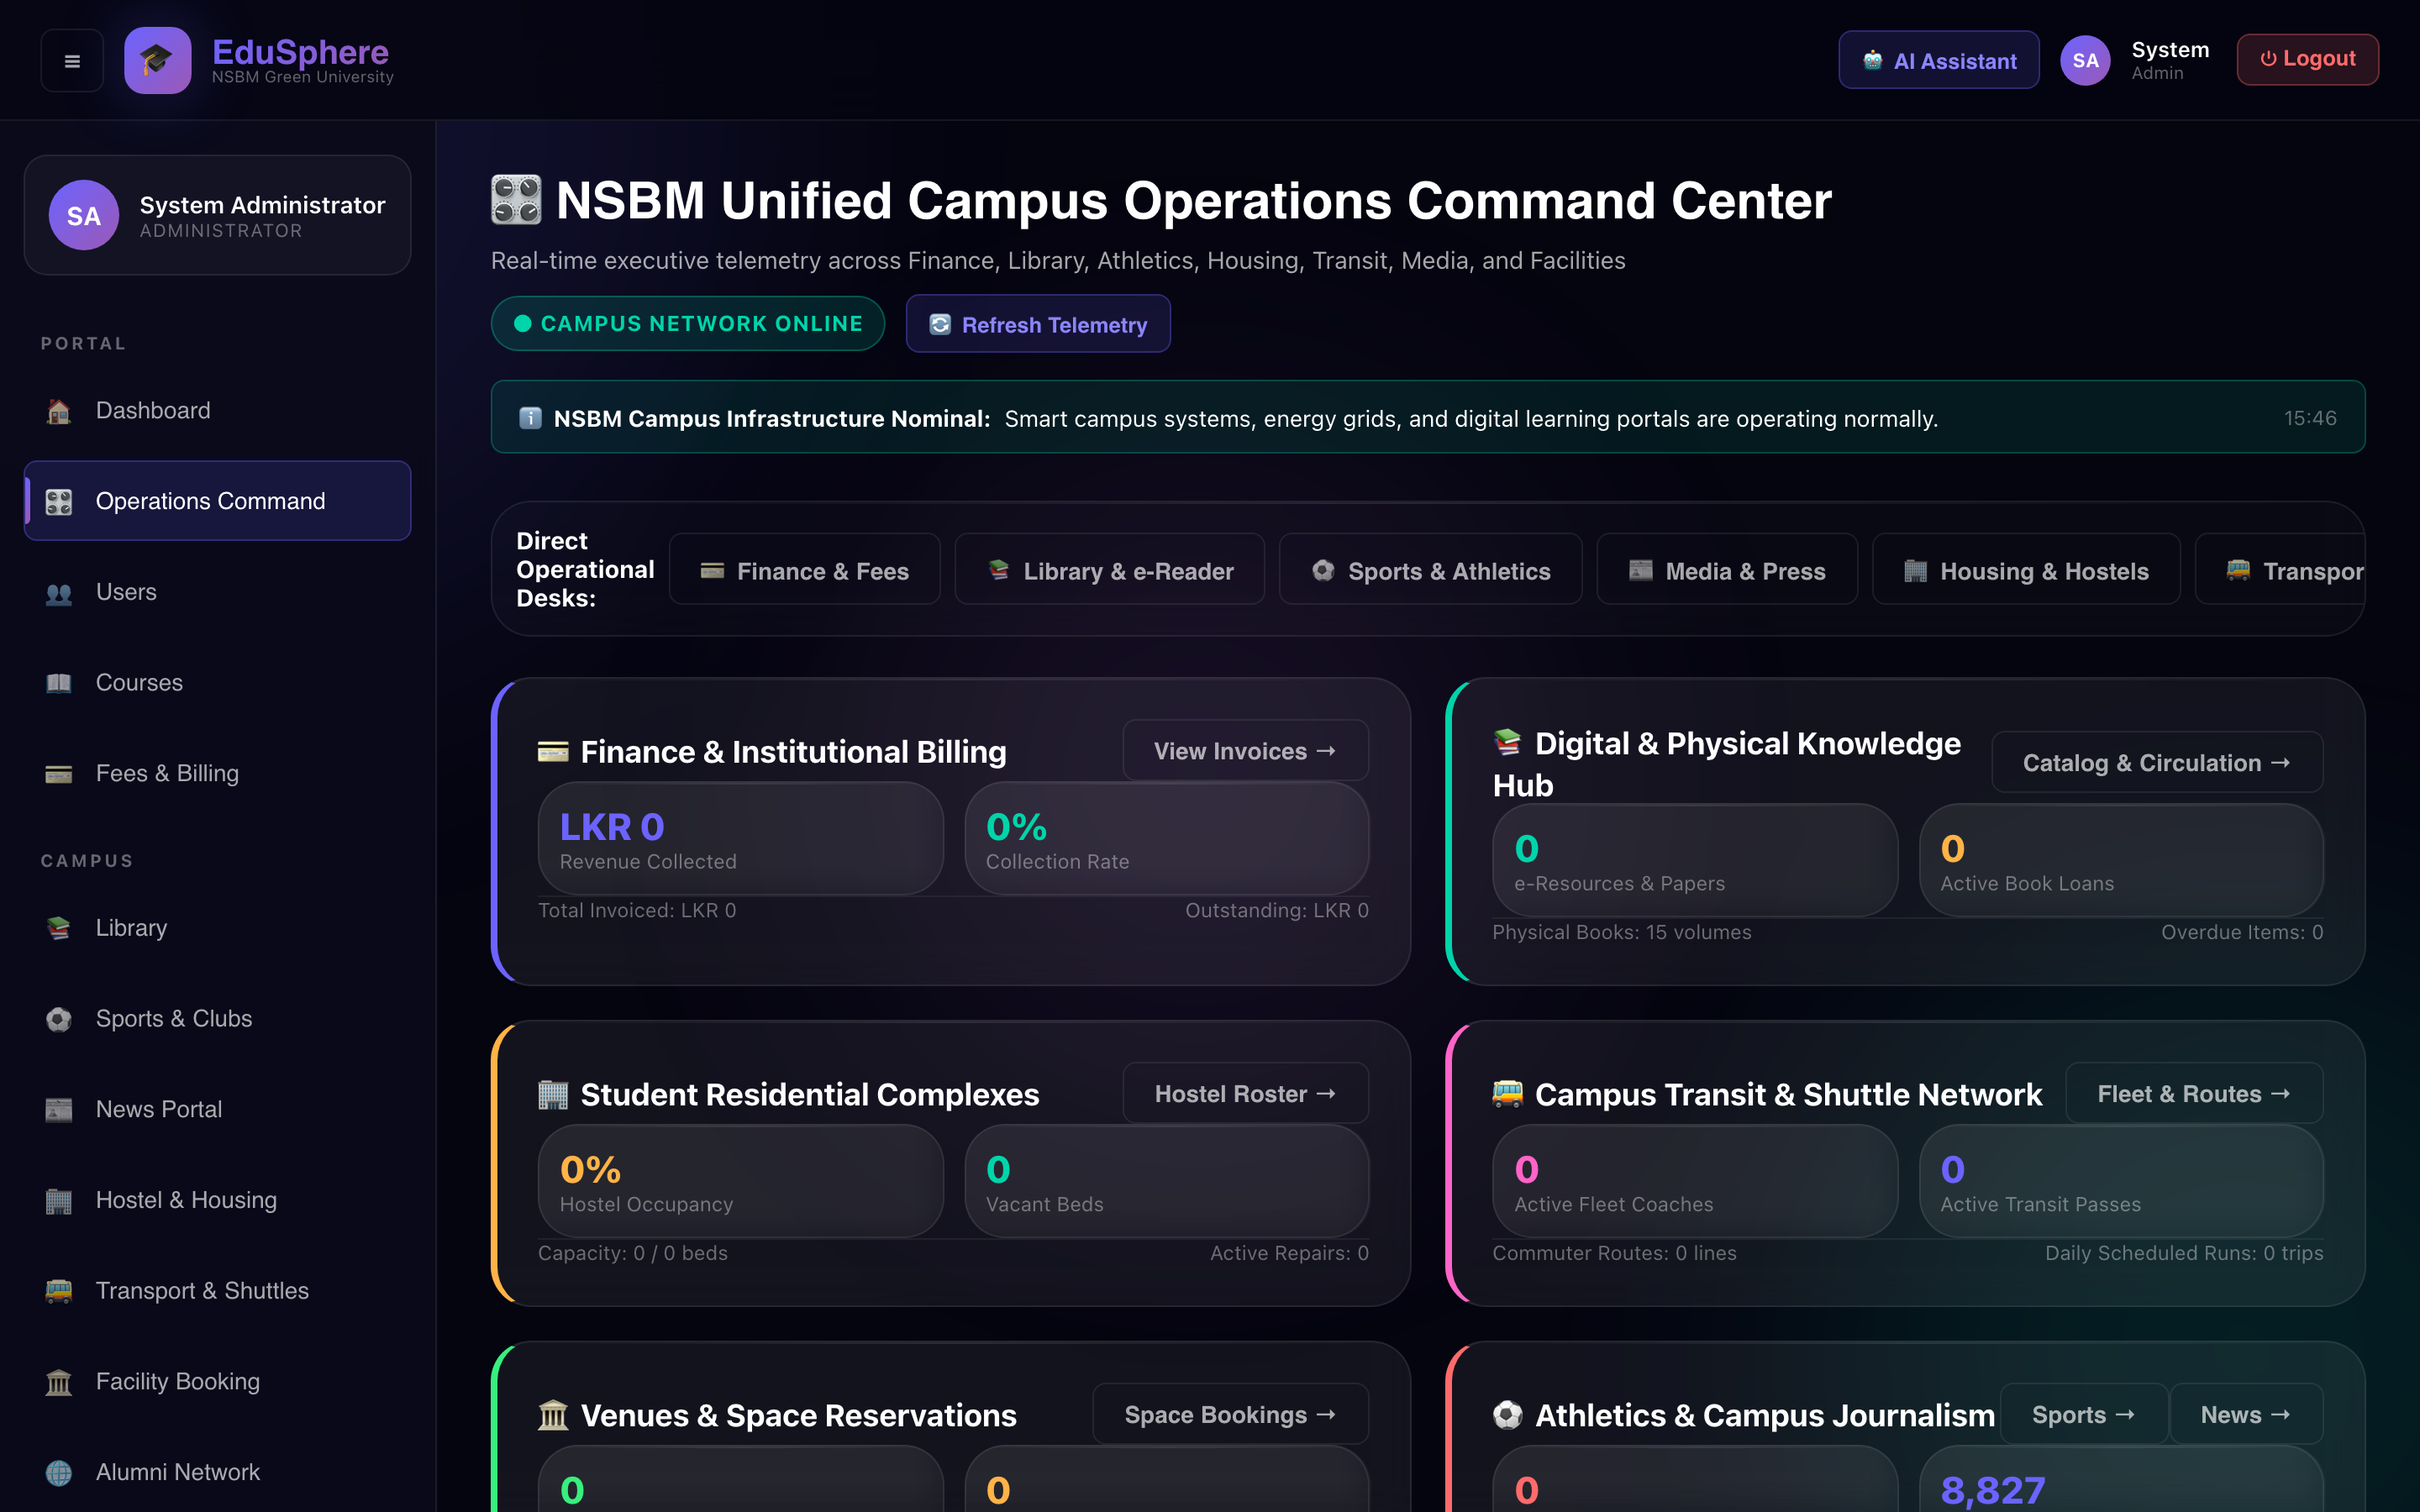 EduSphere
NSBM Green University
AI Assistant
SA
System
Admin
Logout
SA
System Administrator
ADMINISTRATOR
PORTAL
Dashboard
Operations Command
Users
Courses
Fees & Billing
CAMPUS
Library
Sports & Clubs
News Portal
Hostel & Housing
Transport & Shuttles
Facility Booking
Alumni Network
NSBM Unified Campus Operations Command Center
Real-time executive telemetry across Finance, Library, Athletics, Housing, Transit, Media, and Facilities
CAMPUS NETWORK ONLINE
Refresh Telemetry
NSBM Campus Infrastructure Nominal: Smart campus systems, energy grids, and digital learning portals are operating normally.
15:46
Direct
Operational
Desks:
Finance & Fees
Library & e-Reader
Sports & Athletics
Media & Press
Housing & Hostels
Transpor
Finance & Institutional Billing
View Invoices →
LKR 0
Revenue Collected
0%
Collection Rate
Total Invoiced: LKR 0
Outstanding: LKR 0
Digital & Physical Knowledge
Hub
Catalog & Circulation →
0
e-Resources & Papers
0
Active Book Loans
Physical Books: 15 volumes
Overdue Items: 0
Student Residential Complexes
Hostel Roster →
0%
Hostel Occupancy
0
Vacant Beds
Capacity: 0 / 0 beds
Active Repairs: 0
Campus Transit & Shuttle Network
Fleet & Routes →
0
Active Fleet Coaches
0
Active Transit Passes
Commuter Routes: 0 lines
Daily Scheduled Runs: 0 trips
Venues & Space Reservations
Space Bookings →
0
0
Athletics & Campus Journalism
Sports →
News →
0
8,827